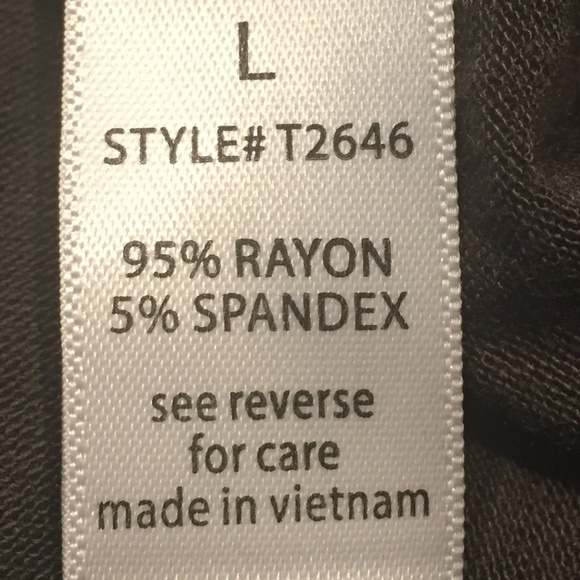 L
STYLE# T2646
95% RAYON
5% SPANDEX
see reverse
for care
made in vietnam